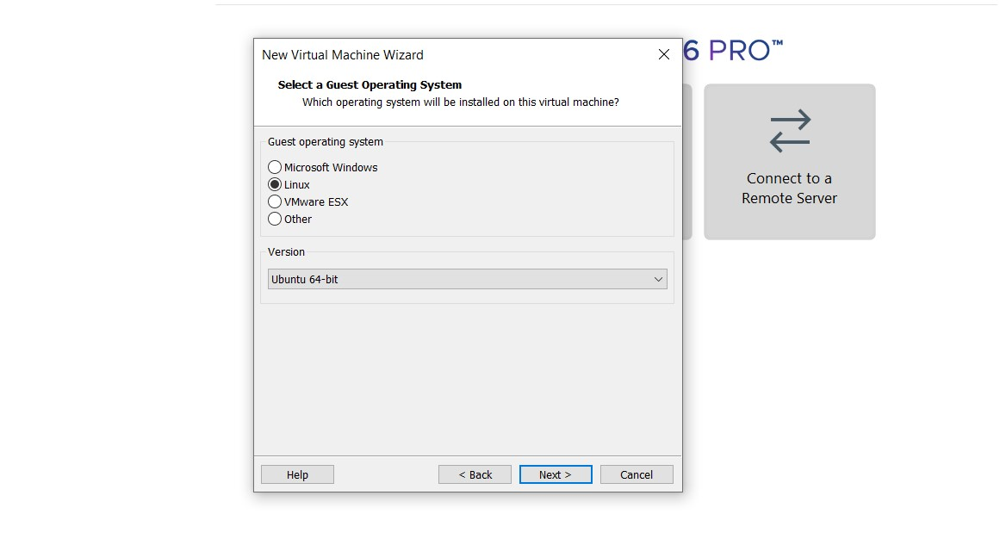 New Virtual Machine Wizard
6 PRO™
Select a Guest Operating System
Which operating system will be installed on this virtual machine?
Guest operating system
Microsoft Windows
Linux
VMware ESX
Other
Version
Ubuntu 64-bit
Help
< Back
Next >
Cancel
Connect to a
Remote Server